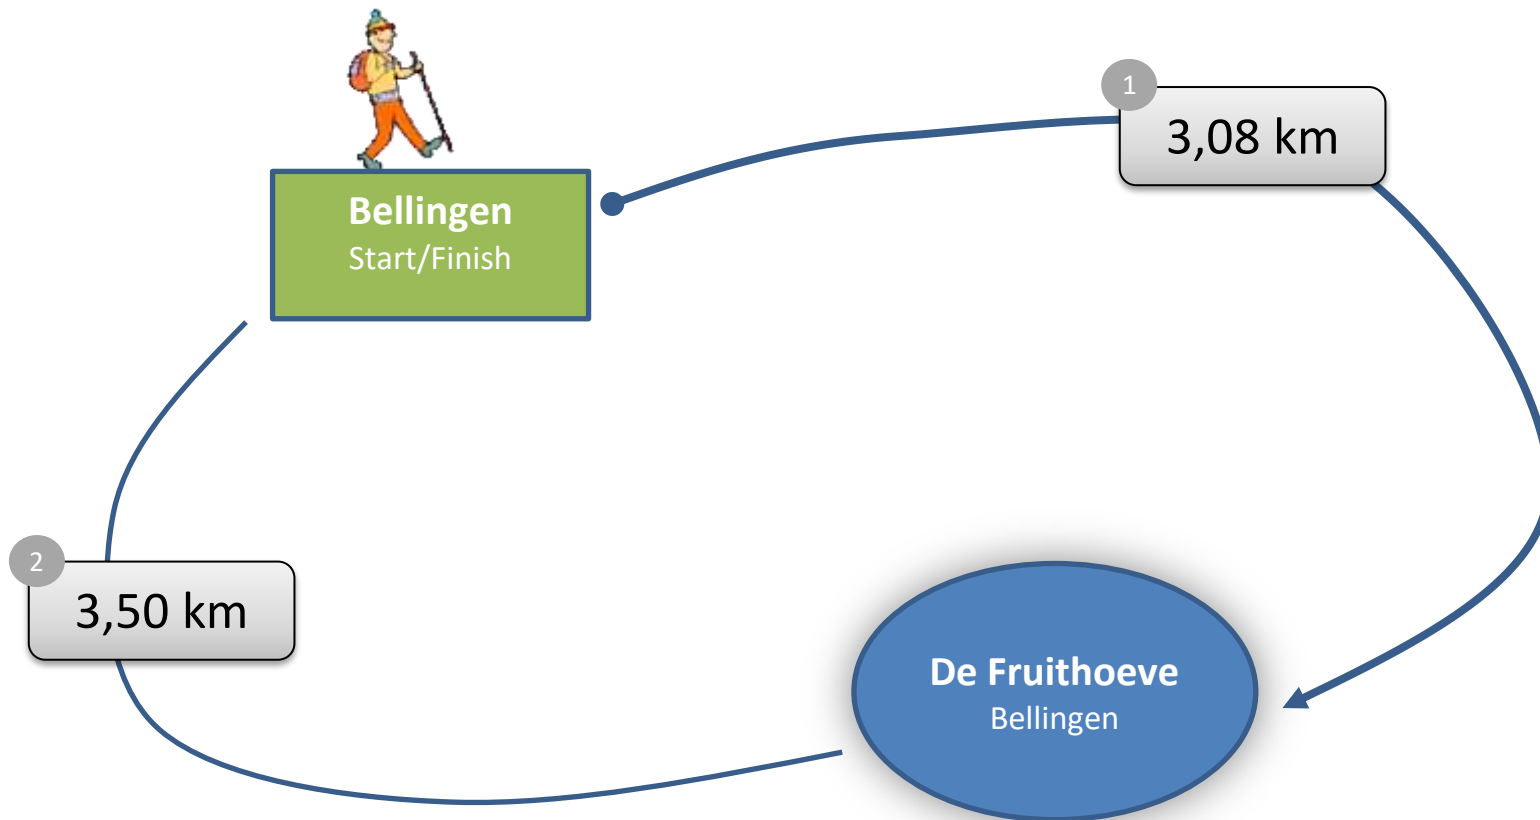 1
3,08 km
Bellingen
Start/Finish
2
3,50 km
De Fruithoeve
Bellingen